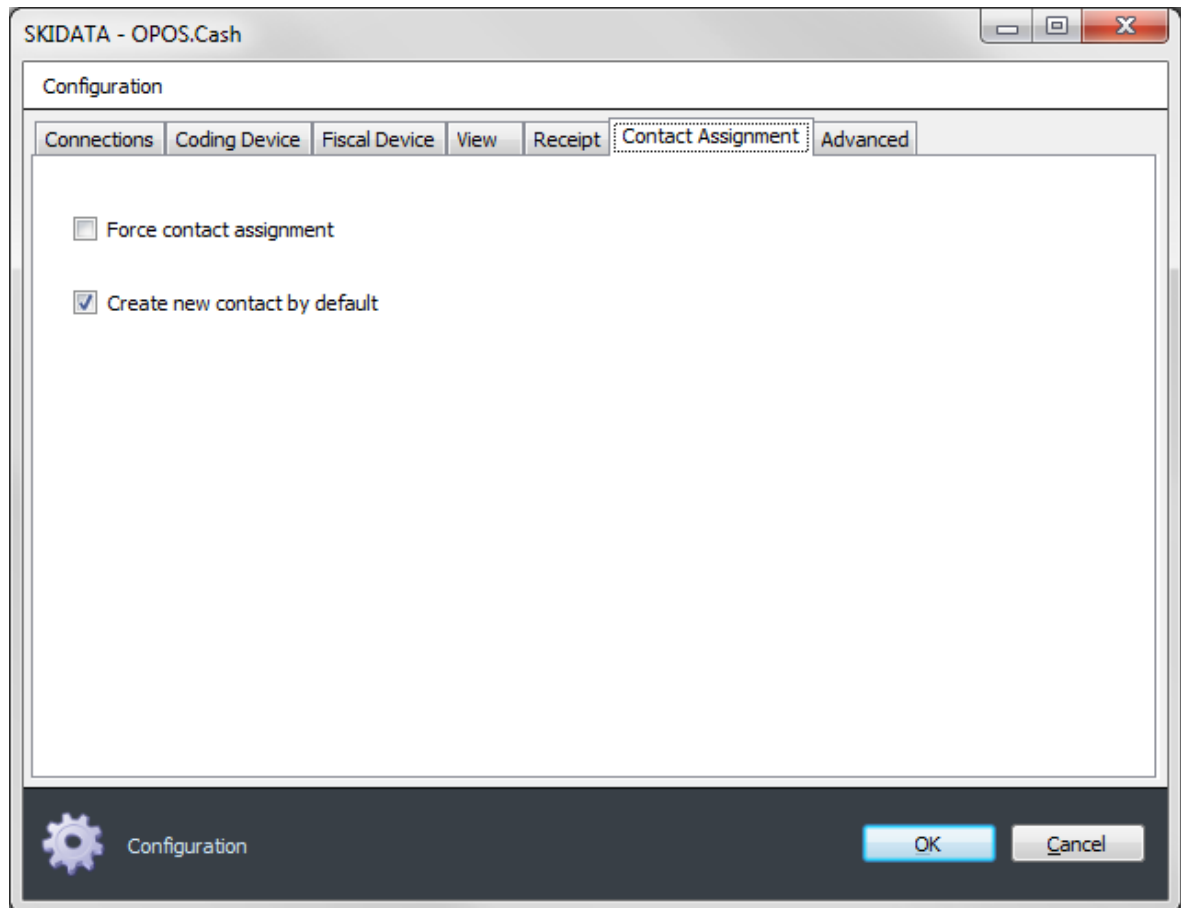 SKIDATA - OPOS.Cash
Configuration
Connections Coding Device Fiscal Device View Receipt Contact Assignment Advanced
Force contact assignment
Create new contact by default
Configuration OK Cancel